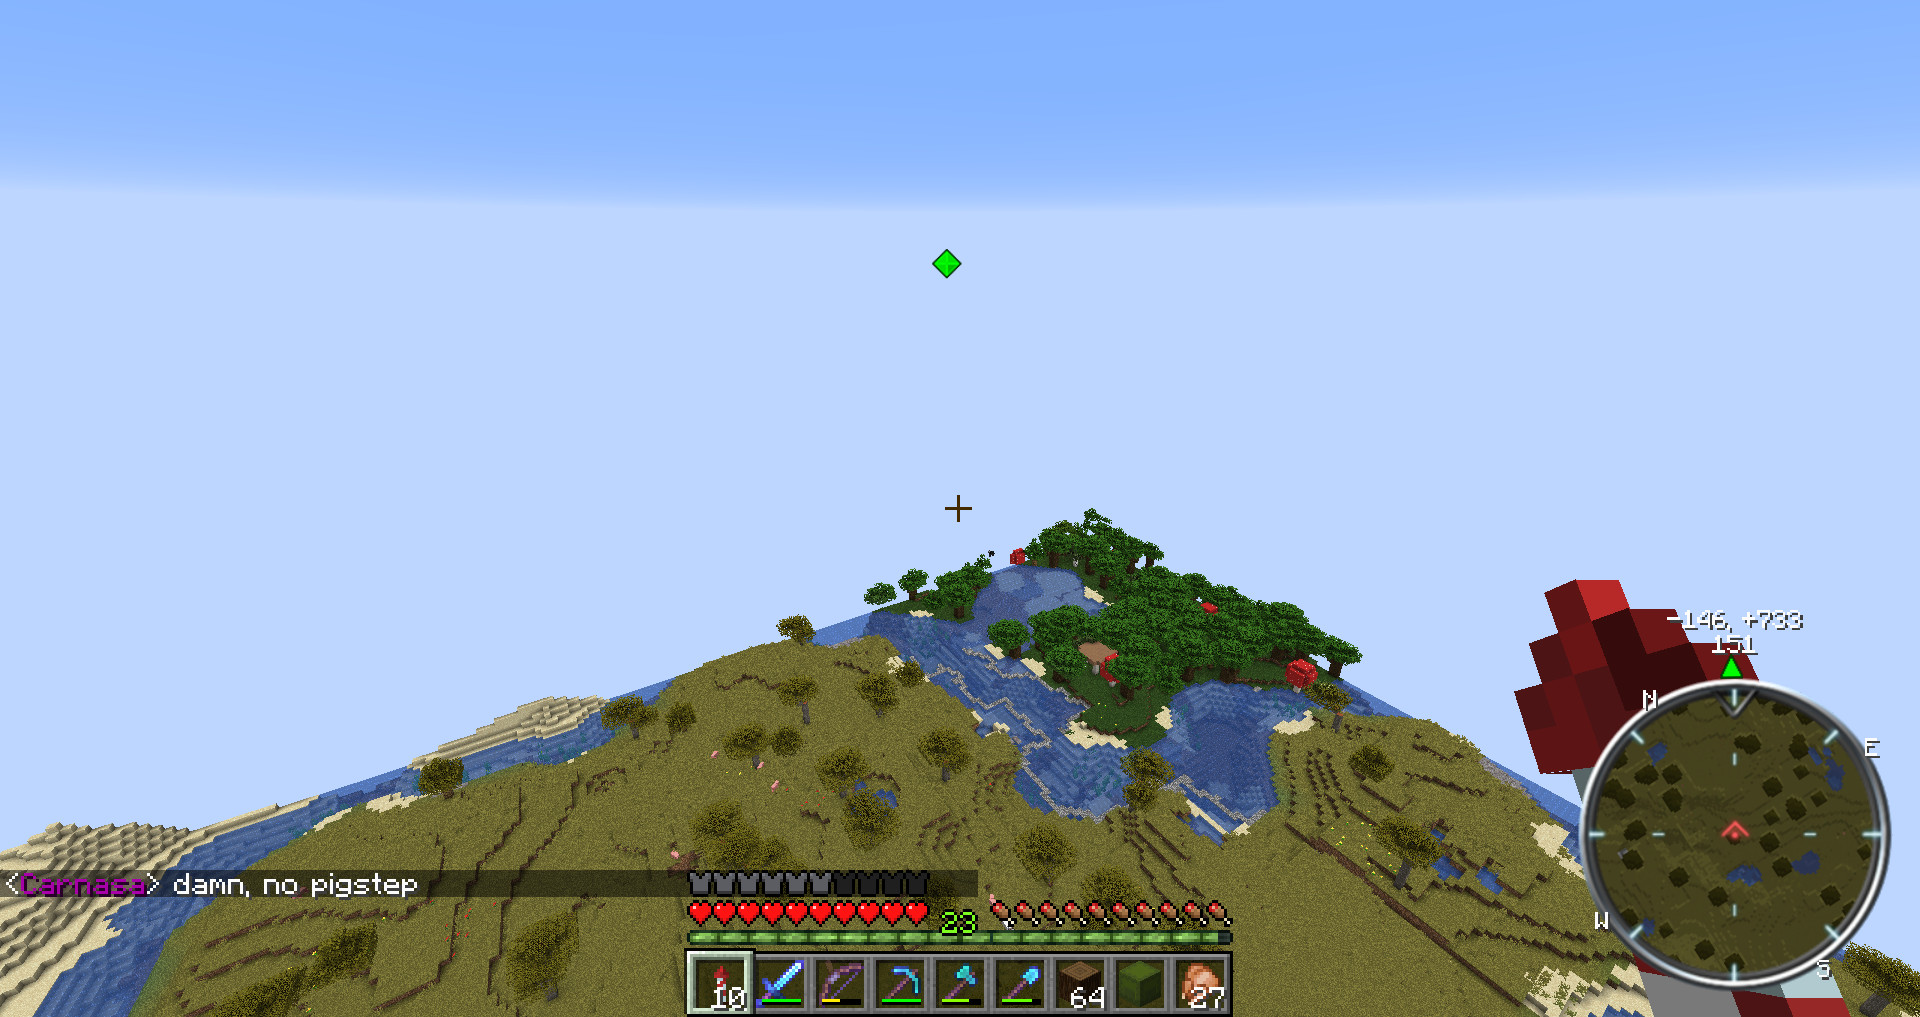 -146, +733
151
N
E
W
S
<Carnasa> damn, no pigstep
23
10
64
27